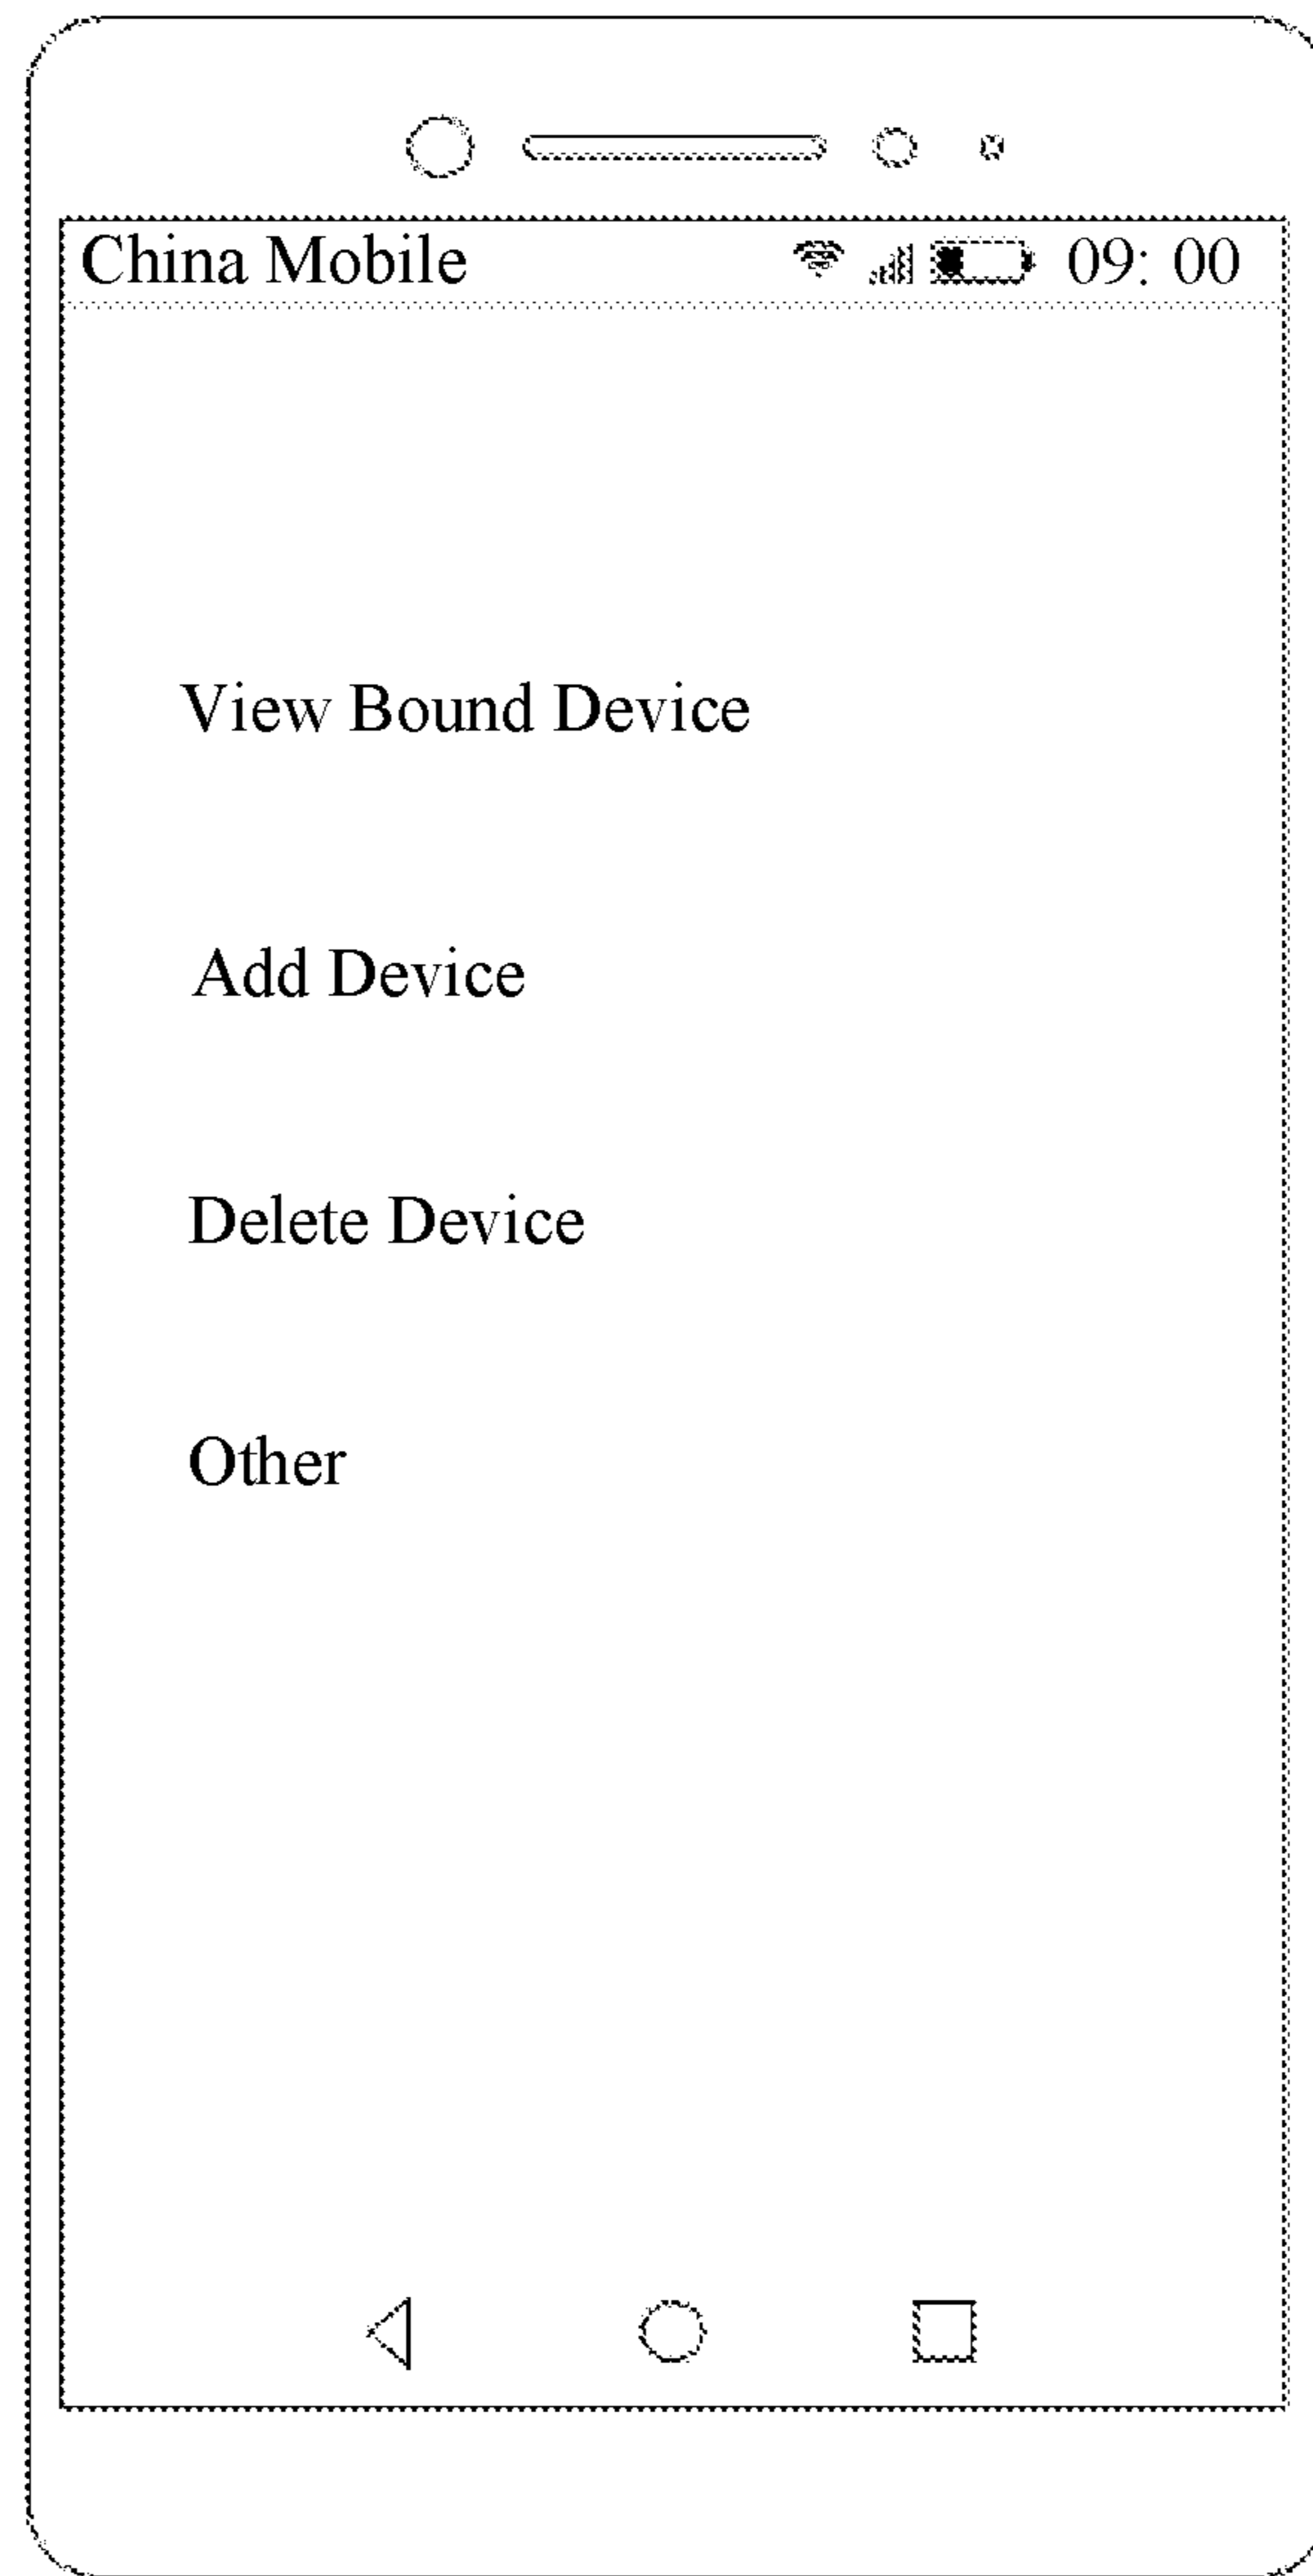 China Mobile 09: 00
View Bound Device
Add Device
Delete Device
Other